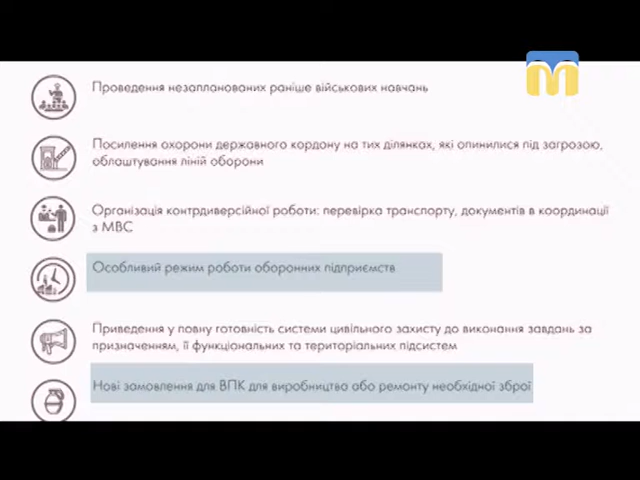 Проведення незапланованих раніше військових навчань
Посилення охорони державного кордону на тих ділянках, які опинилися під загрозою,
облаштування ліній оборони
Організація контрдиверсійної роботи: перевірка транспорту, документів в координації
з МВС
Особливий режим роботи оборонних підприємств
Приведення у повну готовність системи цивільного захисту до виконання завдань за
призначенням, її функціональних та територіальних підсистем
Нові замовлення для ВПК для виробництва або ремонту необхідної зброї